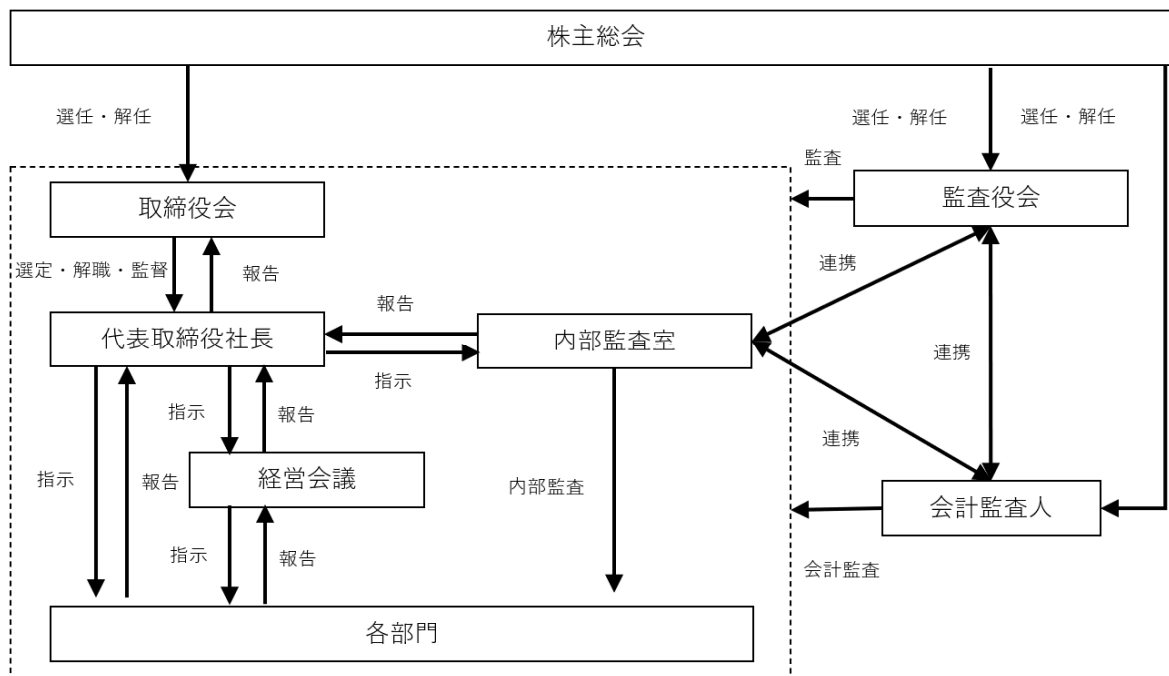 株主総会
選任・解任
選任・解任
選任・解任
監査
取締役会
監査役会
選定・解職・監督
報告
連携
報告
代表取締役社長
内部監査室
指示
連携
指示
報告
連携
経営会議
指示
報告
内部監査
会計監査人
指示
報告
会計監査
各部門